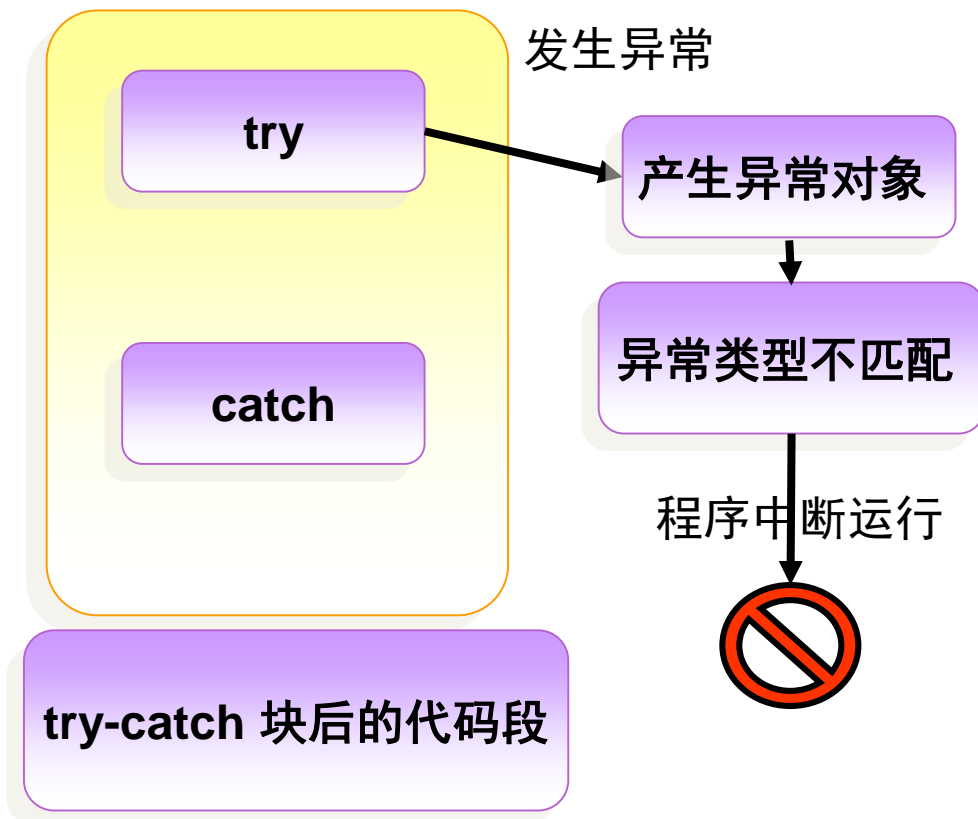 发生异常
try
产生异常对象
异常类型不匹配
catch
程序中断运行
try-catch 块后的代码段